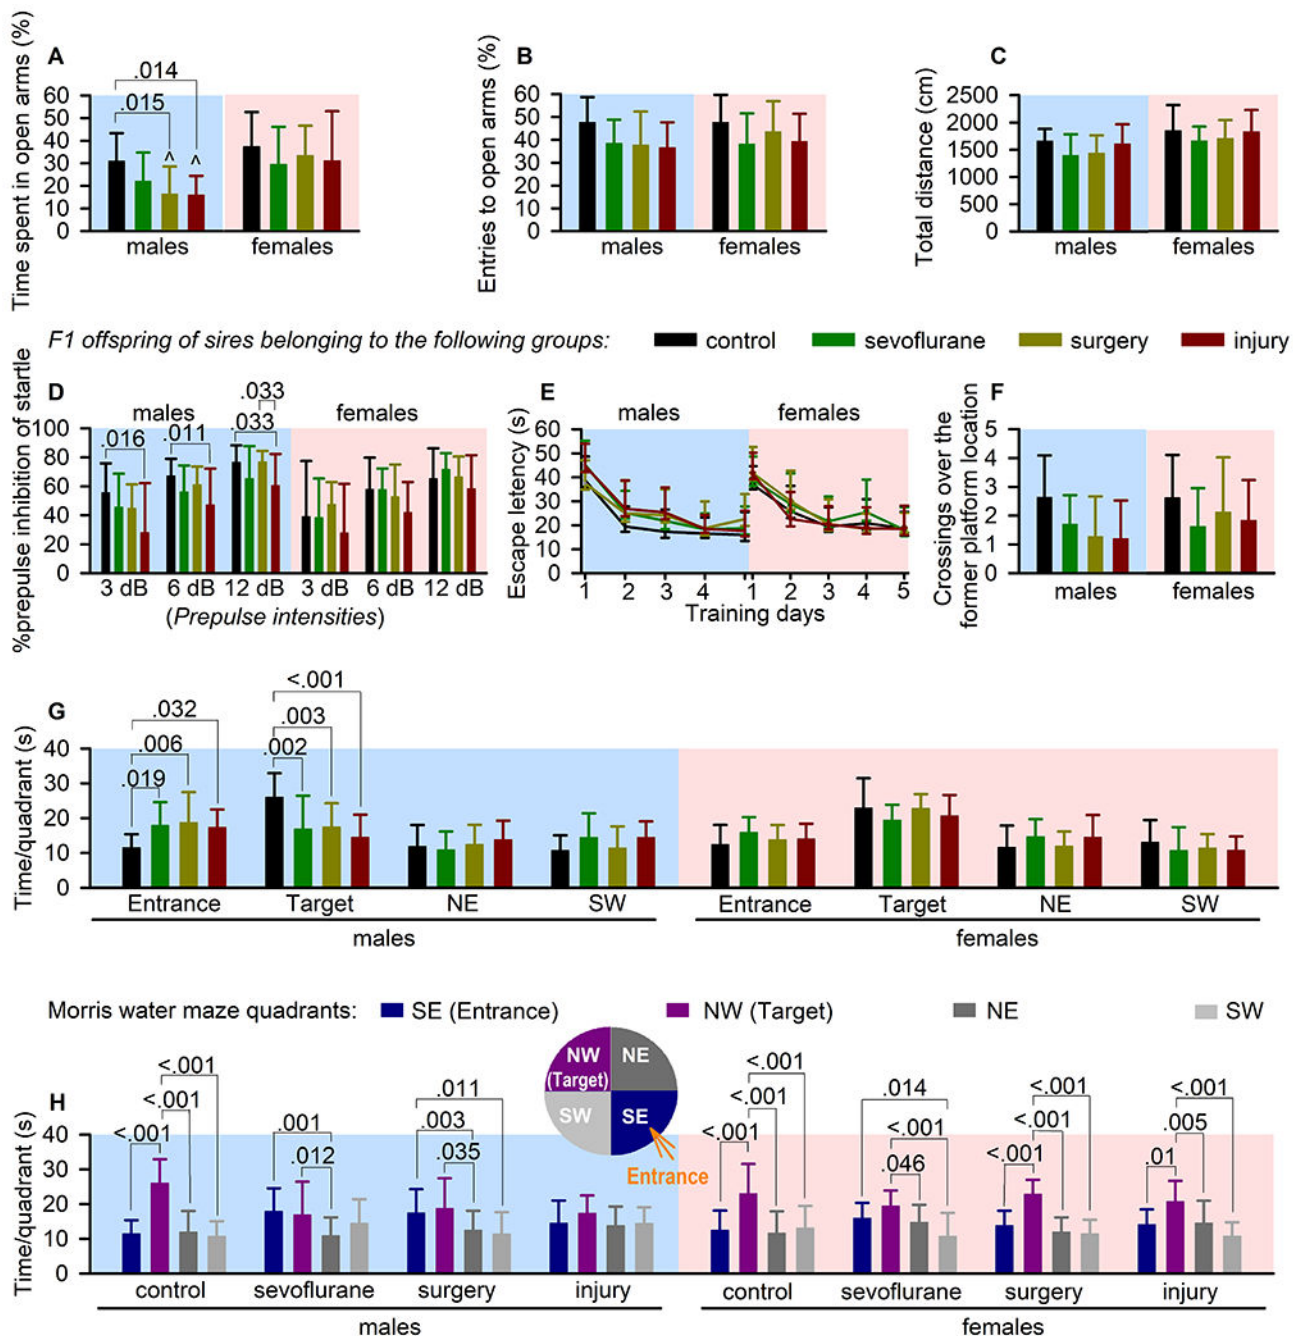 A
Time spent in open arms (%)
.014
.015
^ ^
60
50
40
30
20
10
0
males females
B
Entries to open arms (%)
60
50
40
30
20
10
0
males females
C
Total distance (cm)
2500
2000
1500
1000
500
0
males females
F1 offspring of sires belonging to the following groups: control sevoflurane surgery injury
D
%prepulse inhibition of startle
.033
males females
.016 .011 .033
100
80
60
40
20
0
3 dB 6 dB 12 dB 3 dB 6 dB 12 dB
(Prepulse intensities)
E
Escape latency (s)
males females
60
50
40
30
20
10
0
1 2 3 4 1 2 3 4 5
Training days
F
Crossings over the
former platform location
5
4
3
2
1
0
males females
G
Time/quadrant (s)
<.001
.032 .003
.006 .002
.019
40
30
20
10
0
Entrance Target NE SW Entrance Target NE SW
males females
Morris water maze quadrants: SE (Entrance) NW (Target) NE SW
NW NE
(Target)
SW SE
Entrance
H
Time/quadrant (s)
<.001 .011 <.001
<.001 .003 <.001 .014 <.001 <.001
<.001 .001 .035 <.001 <.001 <.001 .005
.012 .046 <.001 .01
40
30
20
10
0
control sevoflurane surgery injury control sevoflurane surgery injury
males females